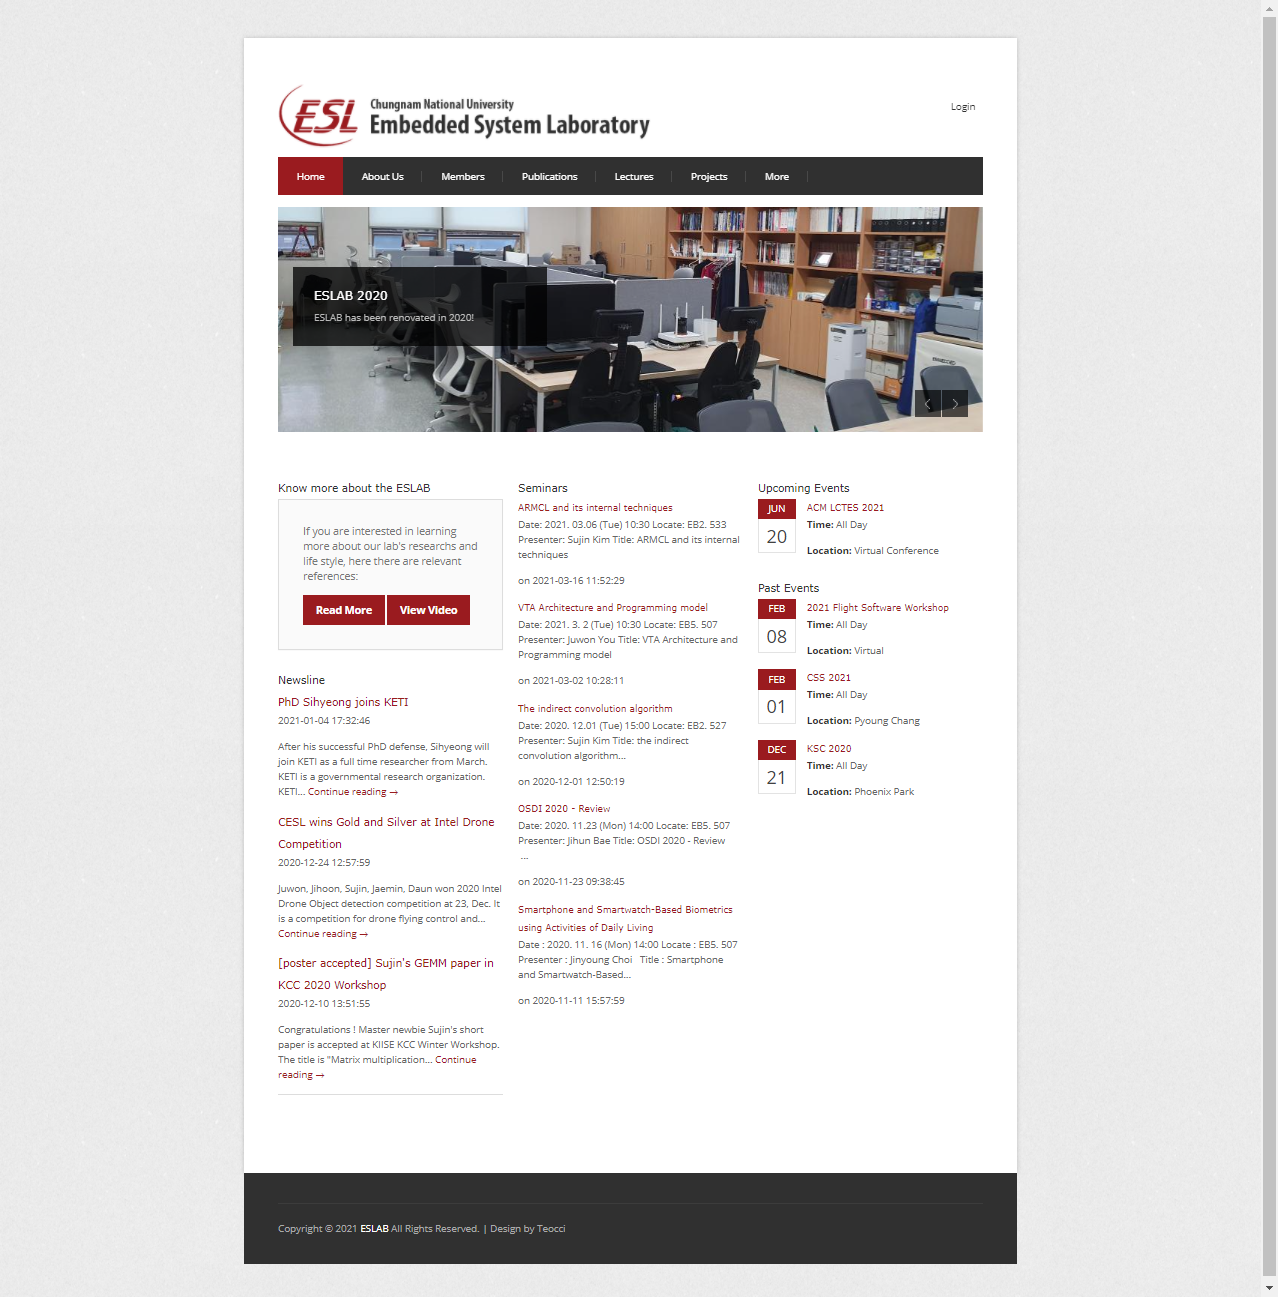 ESL
Chungnam National University
Embedded System Laboratory
Login
Home
About Us
Members
Publications
Lectures
Projects
More
ESLAB 2020
ESLAB has been renovated in 2020!
Know more about the ESLAB
If you are interested in learning
more about our lab's researchs and
life style, here there are relevant
references:
Read More
View Video
Newsline
PhD Sihyeong joins KETI
2021-01-04 17:32:46
After his successful PhD defense, Sihyeong will
join KETI as a full time researcher from March.
KETI is a governmental research organization.
KETI... Continue reading →
CESL wins Gold and Silver at Intel Drone
Competition
2020-12-24 12:57:59
Juwon, Jihoon, Sujin, Jaemin, Daun won 2020 Intel
Drone Object detection competition at 23, Dec. It
is a competition for drone flying control and...
Continue reading →
[poster accepted] Sujin's GEMM paper in
KCC 2020 Workshop
2020-12-10 13:51:55
Congratulations ! Master newbie Sujin's short
paper is accepted at KIISE KCC Winter Workshop.
The title is "Matrix multiplication... Continue
reading →
Seminars
ARMCL and its internal techniques
Date: 2021. 03.06 (Tue) 10:30 Locate: EB2. 533
Presenter: Sujin Kim Title: ARMCL and its internal
techniques
on 2021-03-16 11:52:29
VTA Architecture and Programming model
Date: 2021. 3. 2 (Tue) 10:30 Locate: EB5. 507
Presenter: Juwon You Title: VTA Architecture and
Programming model
on 2021-03-02 10:28:11
The indirect convolution algorithm
Date: 2020. 12.01 (Tue) 15:00 Locate: EB2. 527
Presenter: Sujin Kim Title: the indirect
convolution algorithm...
on 2020-12-01 12:50:19
OSDI 2020 - Review
Date: 2020. 11.23 (Mon) 14:00 Locate: EB5. 507
Presenter: Jihun Bae Title: OSDI 2020 - Review
...
on 2020-11-23 09:38:45
Smartphone and Smartwatch-Based Biometrics
using Activities of Daily Living
Date : 2020. 11. 16 (Mon) 14:00 Locate : EB5. 507
Presenter : Jinyoung Choi   Title : Smartphone
and Smartwatch-Based...
on 2020-11-11 15:57:59
Upcoming Events
JUN
20
ACM LCTES 2021
Time: All Day
Location: Virtual Conference
Past Events
FEB
08
2021 Flight Software Workshop
Time: All Day
Location: Virtual
FEB
01
CSS 2021
Time: All Day
Location: Pyoung Chang
DEC
21
KSC 2020
Time: All Day
Location: Phoenix Park
Copyright © 2021 ESLAB All Rights Reserved. | Design by Teocci